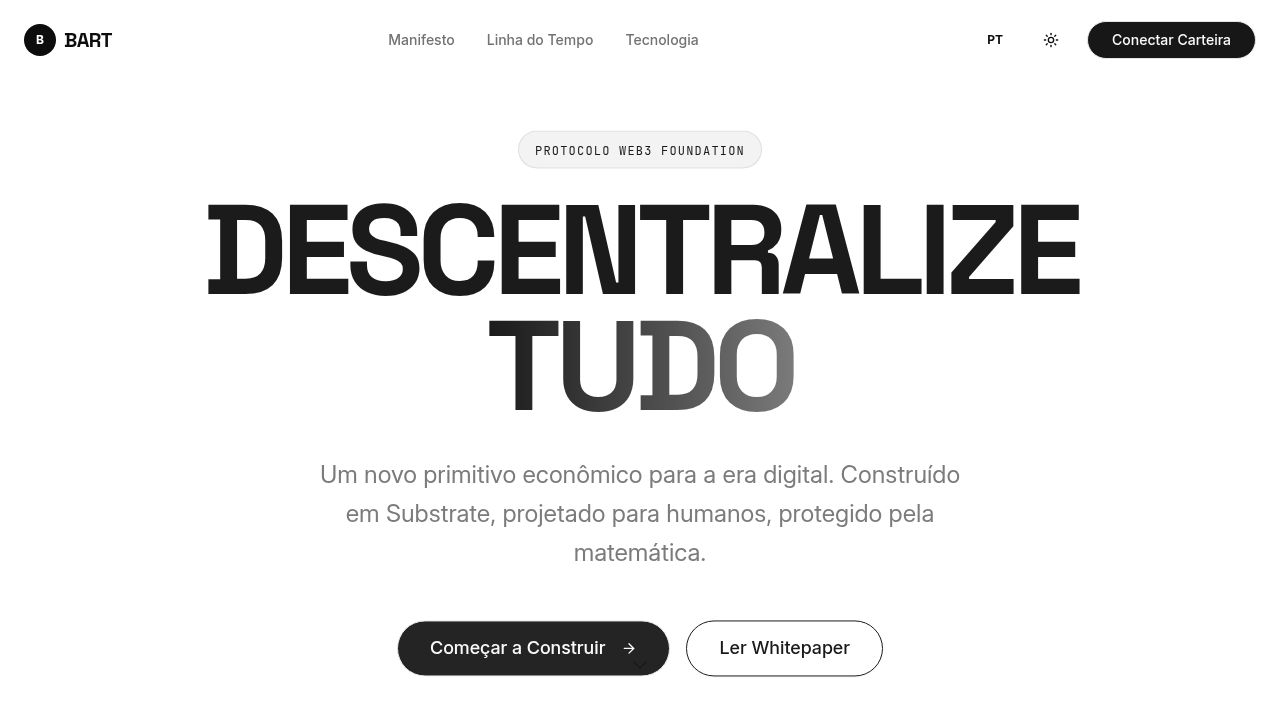 B BART
Manifesto Linha do Tempo Tecnologia
PT
Conectar Carteira
PROTOCOLO WEB3 FOUNDATION
DESCENTRALIZE
TUDO
Um novo primitivo econômico para a era digital. Construído
em Substrate, projetado para humanos, protegido pela
matemática.
Começar a Construir
Ler Whitepaper